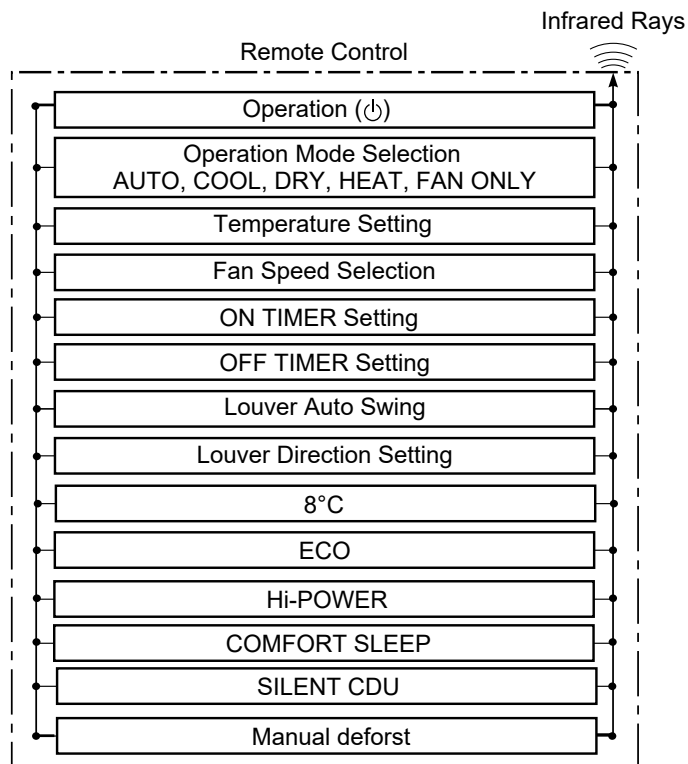 Infrared Rays
Remote Control
Operation (⏻)
Operation Mode Selection
AUTO, COOL, DRY, HEAT, FAN ONLY
Temperature Setting
Fan Speed Selection
ON TIMER Setting
OFF TIMER Setting
Louver Auto Swing
Louver Direction Setting
8°C
ECO
Hi-POWER
COMFORT SLEEP
SILENT CDU
Manual deforst